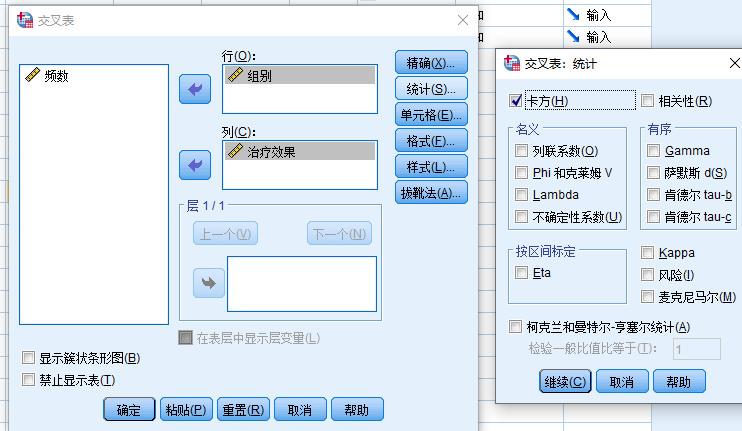 交叉表
频数
行(O):
组别
列(C):
治疗效果
层 1 / 1
上一个(V)
下一个(N)
在表层中显示层变量(L)
显示簇状条形图(B)
禁止显示表(T)
确定
粘贴(P)
重置(R)
取消
帮助
精确(X)...
统计(S)...
单元格(E)...
格式(F)...
样式(L)...
拔靴法(A)...
和
输入
和
输入
交叉表：统计
卡方(H)
相关性(R)
名义
列联系数(O)
Phi 和克莱姆 V
Lambda
不确定性系数(U)
有序
Gamma
萨默斯 d(S)
肯德尔 tau-b
肯德尔 tau-c
按区间标定
Eta
Kappa
风险(I)
麦克尼马尔(M)
柯克兰和曼特尔-亨塞尔统计(A)
检验一般比值比等于(T):
1
继续(C)
取消
帮助